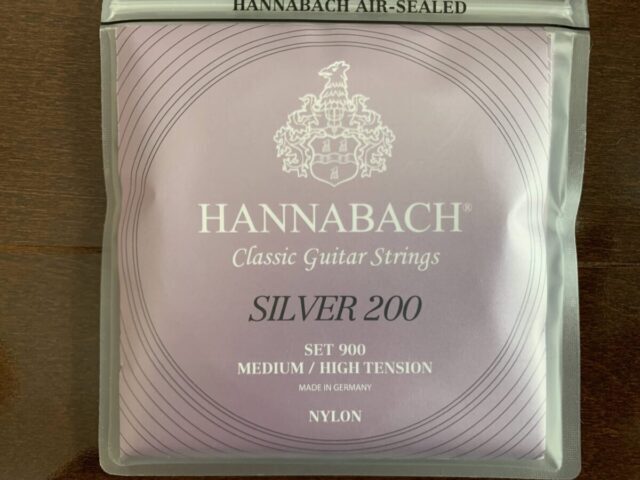 HANNABACH AIR-SEALED
HANNABACH®
Classic Guitar Strings
SILVER 200
SET 900
MEDIUM / HIGH TENSION
MADE IN GERMANY
NYLON